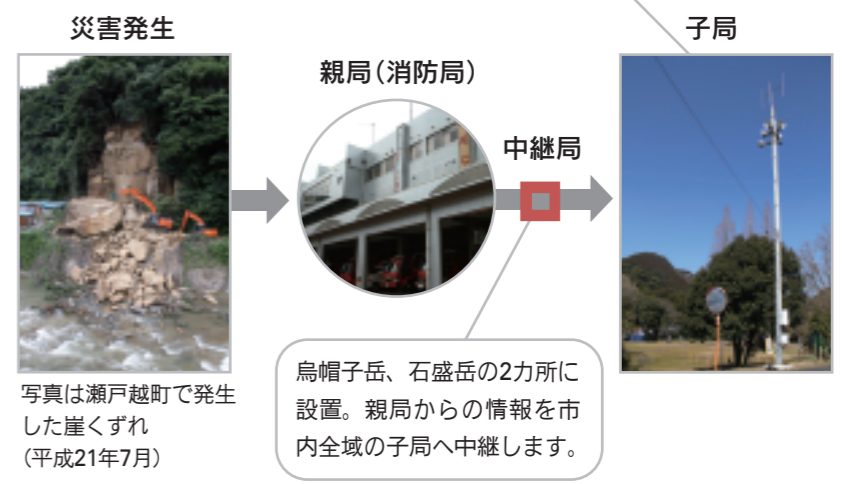 災害発生
親局(消防局)
中継局
子局
写真は瀬戸越町で発生
した崖くずれ
(平成21年7月)
烏帽子岳、石盛岳の2カ所に
設置。親局からの情報を市
内全域の子局へ中継します。